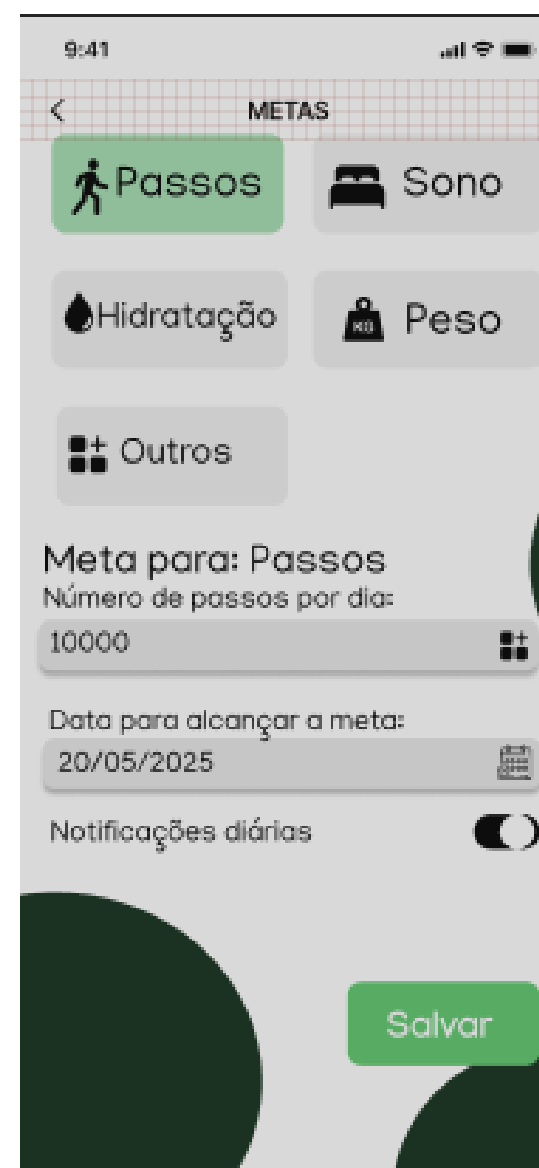 9:41
METAS
Passos
Sono
Hidratação
KG Peso
Outros
Meta para: Passos
Número de passos por dia:
10000
Data para alcançar a meta:
20/05/2025
Notificações diárias
Salvar